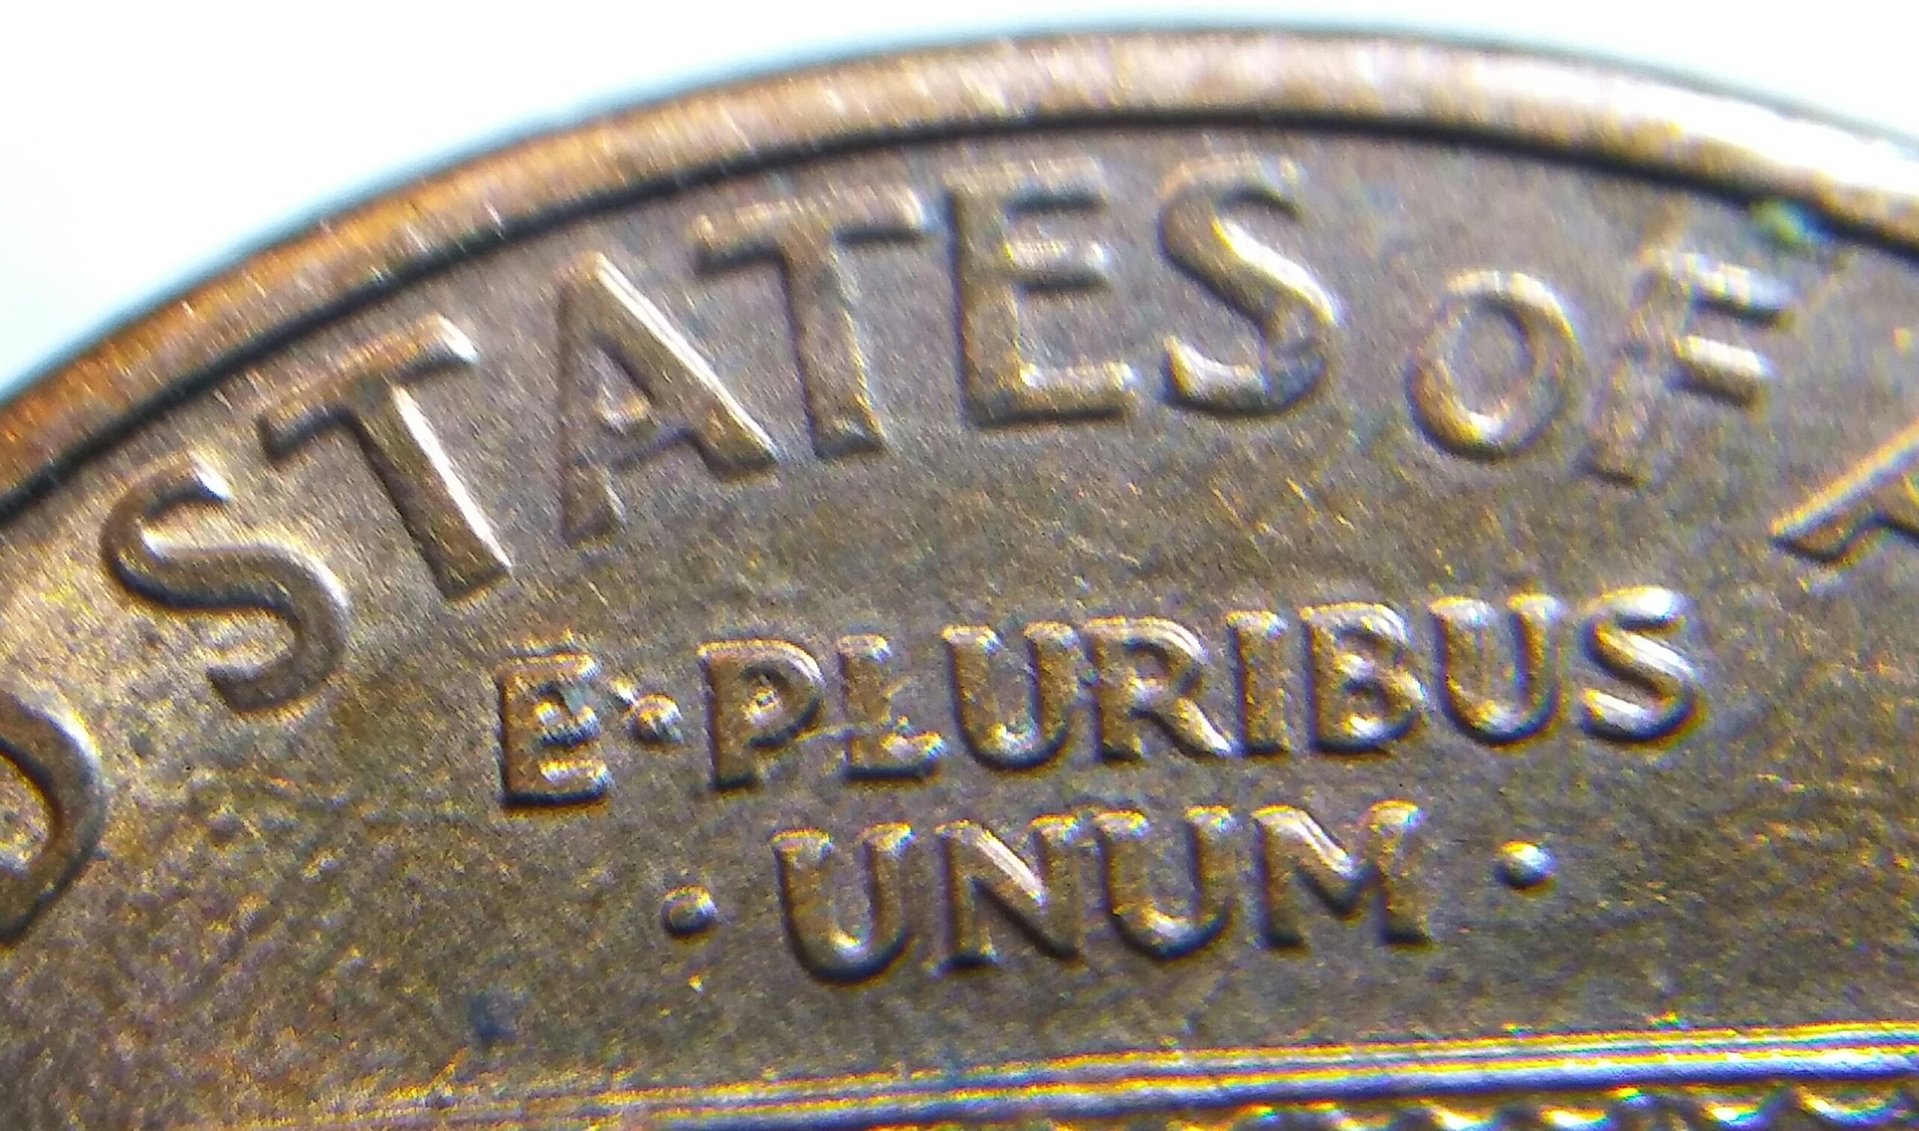 D STATES OF A
E·PLURIBUS
·UNUM·